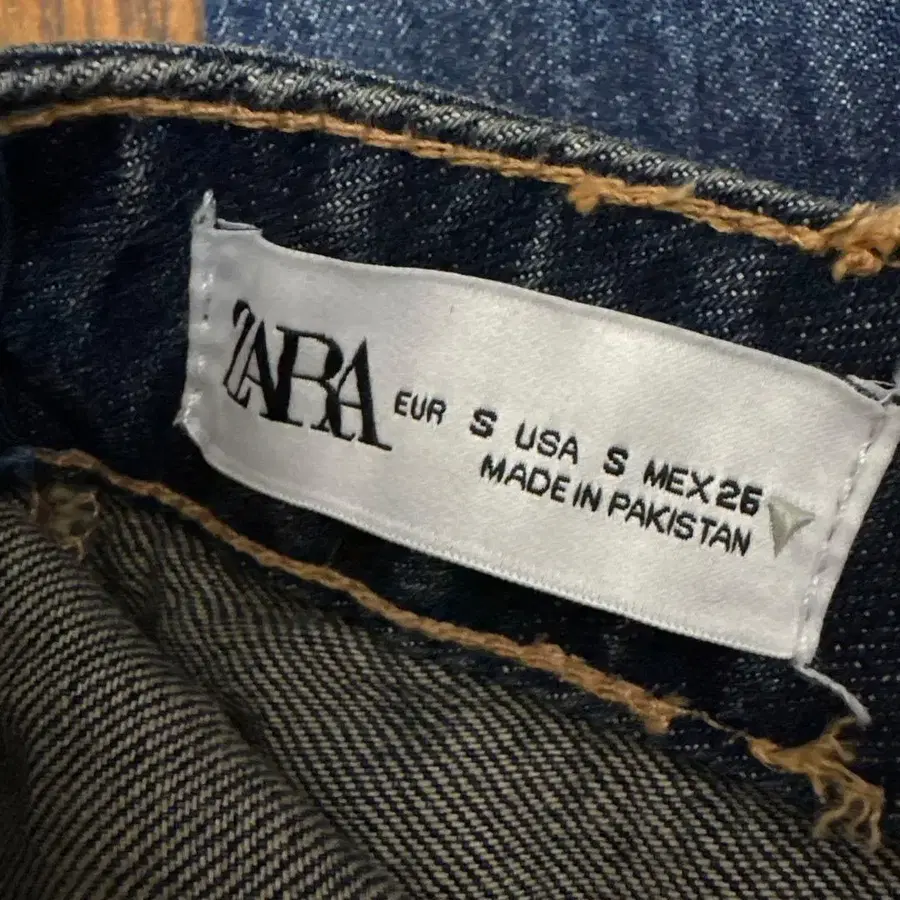 ZARA EUR S USA S MEX 26
MADE IN PAKISTAN